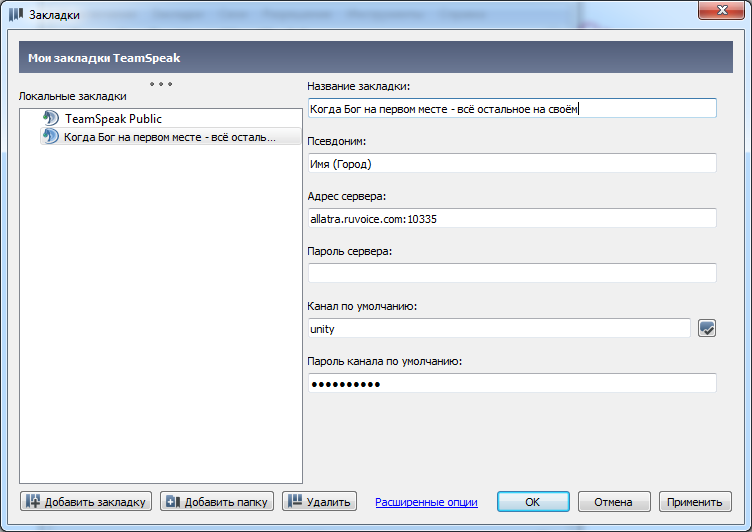 Закладки
Мои закладки TeamSpeak
Локальные закладки
TeamSpeak Public
Когда Бог на первом месте - всё осталь...
Название закладки:
Когда Бог на первом месте - всё остальное на своём
Псевдоним:
Имя (Город)
Адрес сервера:
allatra.ruvoice.com:10335
Пароль сервера:
Канал по умолчанию:
unity
Пароль канала по умолчанию:
●●●●●●●●●●
Добавить закладку
Добавить папку
Удалить
Расширенные опции
OK
Отмена
Применить